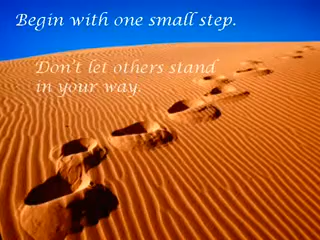 Begin with one small step.
Don't let others stand
in your way.